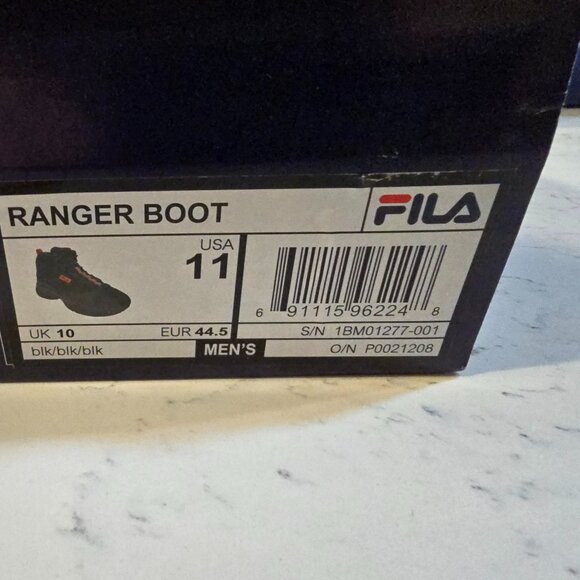 RANGER BOOT
FILA
USA
11
UK 10 EUR 44.5
blk/blk/blk MEN'S
6 91115 96224 8
S/N 1BM01277-001
O/N P0021208